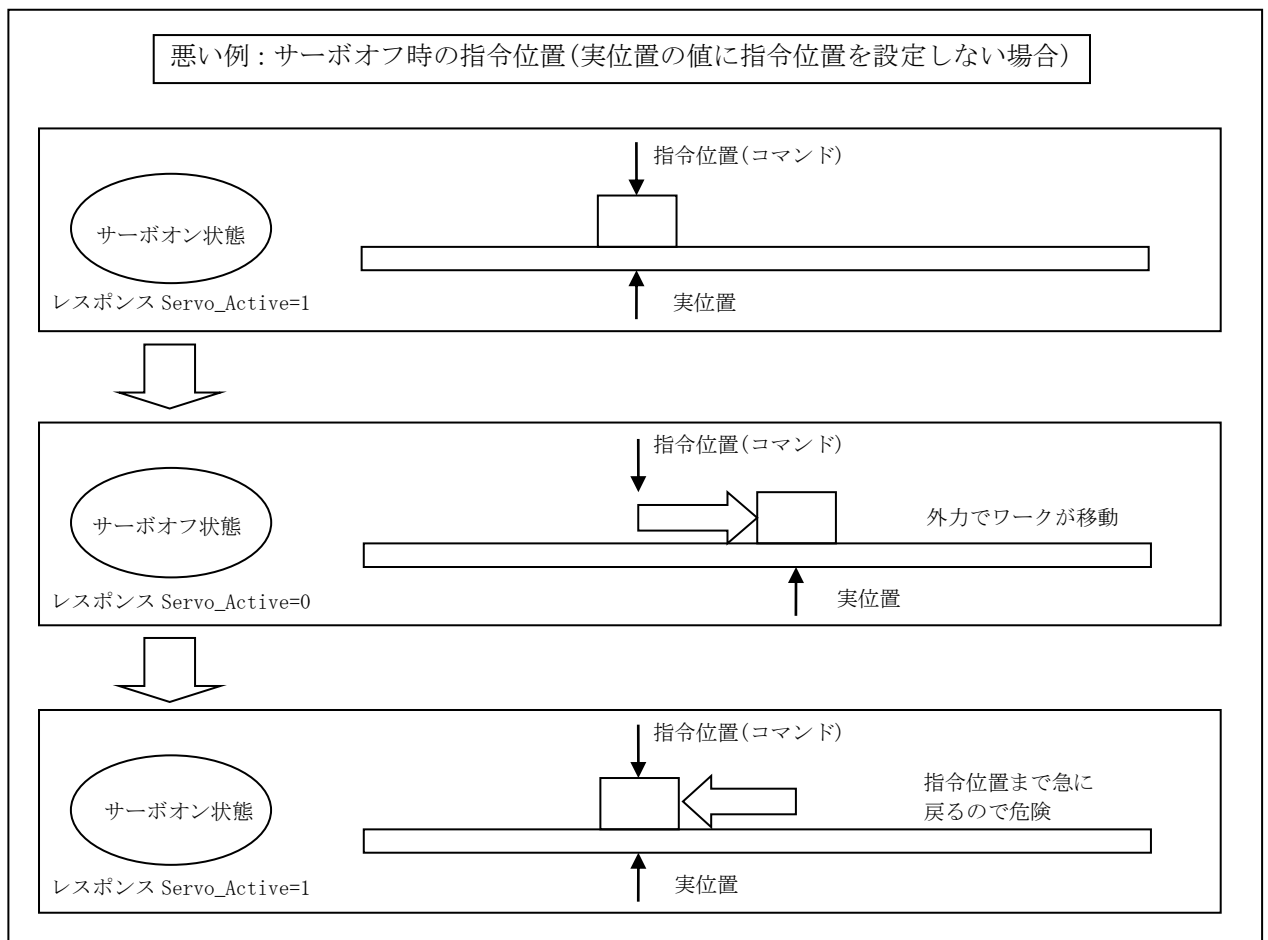 悪い例：サーボオフ時の指令位置(実位置の値に指令位置を設定しない場合)
指令位置(コマンド)
サーボオン状態
レスポンス Servo_Active=1
実位置
指令位置(コマンド)
サーボオフ状態
外力でワークが移動
レスポンス Servo_Active=0
実位置
指令位置(コマンド)
サーボオン状態
指令位置まで急に
戻るので危険
レスポンス Servo_Active=1
実位置